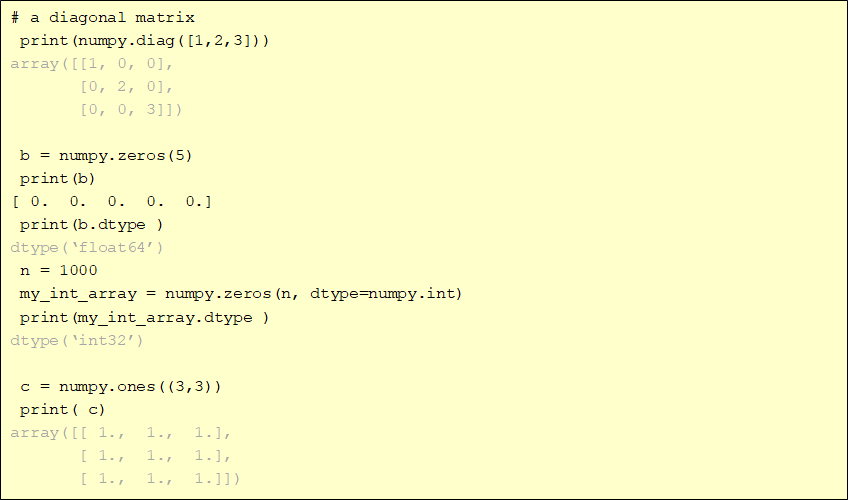 # a diagonal matrix
print(numpy.diag([1,2,3]))
array([[1, 0, 0],
       [0, 2, 0],
       [0, 0, 3]])
b = numpy.zeros(5)
print(b)
[ 0.  0.  0.  0.  0.]
print(b.dtype )
dtype(‘float64’)
n = 1000
my_int_array = numpy.zeros(n, dtype=numpy.int)
print(my_int_array.dtype )
dtype(‘int32’)
c = numpy.ones((3,3))
print( c)
array([[ 1.,  1.,  1.],
       [ 1.,  1.,  1.],
       [ 1.,  1.,  1.]])